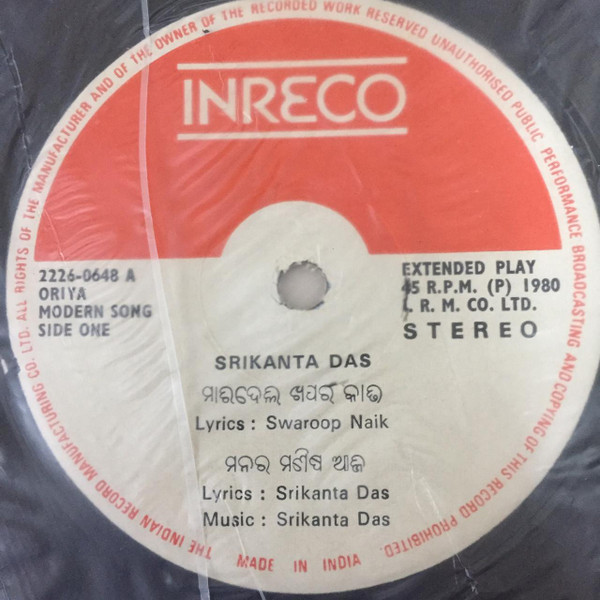 THE INDIAN RECORD MANUFACTURING CO. LTD. ALL RIGHTS OF THE MANUFACTURER AND OF THE OWNER OF THE RECORDED WORK RESERVED UNAUTHORISED PUBLIC PERFORMANCE BROADCASTING AND COPYING OF THIS RECORD PROHIBITED.
INRECO
2226-0648 A
ORIYA
MODERN SONG
SIDE ONE
EXTENDED PLAY
45 R.P.M. (P) 1980
I. R. M. CO. LTD.
STEREO
SRIKANTA DAS
ମାରଦେଲ ଖପର କାଭ
Lyrics : Swaroop Naik
ମନର ମଣିଷ ଆଜ
Lyrics : Srikanta Das
Music : Srikanta Das
MADE IN INDIA